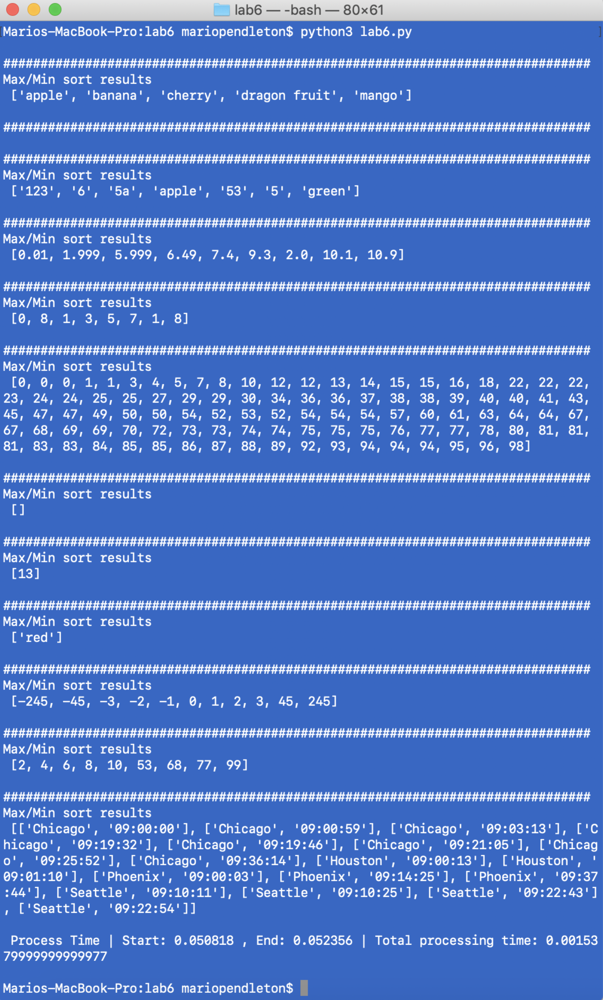 lab6 — -bash — 80×61
Marios-MacBook-Pro:lab6 mariopendleton$ python3 lab6.py
###############################################################################
Max/Min sort results
['apple', 'banana', 'cherry', 'dragon fruit', 'mango']
###############################################################################
###############################################################################
Max/Min sort results
['123', '6', '5a', 'apple', '53', '5', 'green']
###############################################################################
Max/Min sort results
[0.01, 1.999, 5.999, 6.49, 7.4, 9.3, 2.0, 10.1, 10.9]
###############################################################################
Max/Min sort results
[0, 8, 1, 3, 5, 7, 1, 8]
###############################################################################
Max/Min sort results
[0, 0, 0, 1, 1, 3, 4, 5, 7, 8, 10, 12, 12, 13, 14, 15, 15, 16, 18, 22, 22, 22,
23, 24, 24, 25, 25, 27, 29, 29, 30, 34, 36, 36, 37, 38, 38, 39, 40, 40, 41, 43,
45, 47, 47, 49, 50, 50, 54, 52, 53, 52, 54, 54, 54, 57, 60, 61, 63, 64, 64, 67,
67, 68, 69, 69, 70, 72, 73, 73, 74, 74, 75, 75, 75, 76, 77, 77, 78, 80, 81, 81,
81, 83, 83, 84, 85, 85, 86, 87, 88, 89, 92, 93, 94, 94, 94, 95, 96, 98]
###############################################################################
Max/Min sort results
[]
###############################################################################
Max/Min sort results
[13]
###############################################################################
Max/Min sort results
['red']
###############################################################################
Max/Min sort results
[-245, -45, -3, -2, -1, 0, 1, 2, 3, 45, 245]
###############################################################################
Max/Min sort results
[2, 4, 6, 8, 10, 53, 68, 77, 99]
###############################################################################
Max/Min sort results
[['Chicago', '09:00:00'], ['Chicago', '09:00:59'], ['Chicago', '09:03:13'], ['C
hicago', '09:19:32'], ['Chicago', '09:19:46'], ['Chicago', '09:21:05'], ['Chicag
o', '09:25:52'], ['Chicago', '09:36:14'], ['Houston', '09:00:13'], ['Houston', '
09:01:10'], ['Phoenix', '09:00:03'], ['Phoenix', '09:14:25'], ['Phoenix', '09:37
:44'], ['Seattle', '09:10:11'], ['Seattle', '09:10:25'], ['Seattle', '09:22:43']
, ['Seattle', '09:22:54']]
Process Time | Start: 0.050818 , End: 0.052356 | Total processing time: 0.00153
79999999999977
Marios-MacBook-Pro:lab6 mariopendleton$